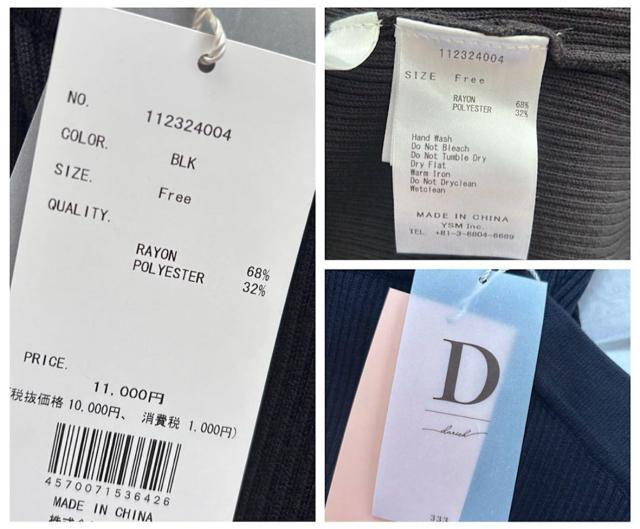 NO. 112324004
COLOR. BLK
SIZE. Free
QUALITY.
RAYON 68%
POLYESTER 32%
PRICE.
11,000円
(税抜価格 10,000円、 消費税 1,000円)
4570071536426
MADE IN CHINA
112324004
SIZE Free
RAYON 68%
POLYESTER 32%
Hand Wash
Do Not Bleach
Do Not Tumble Dry
Dry Flat
Warm Iron
Do Not Dryclean
Wetclean
MADE IN CHINA
YSM Inc.
TEL. +81-3-6804-6689
D
darich
333